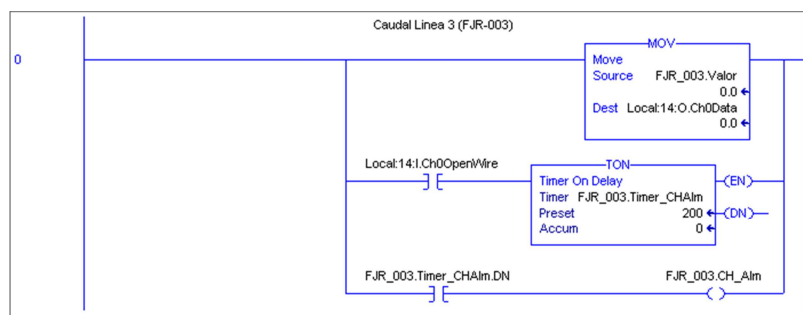 Caudal Linea 3 (FJR-003)
0
MOV
Move
Source FJR_003.Valor
0.0
Dest Local:14:O.Ch0Data
0.0
Local:14:I.Ch0OpenWire
TON
Timer On Delay
Timer FJR_003.Timer_CHAlm
Preset 200
Accum 0
(EN)
(DN)
FJR_003.Timer_CHAlm.DN
FJR_003.CH_Alm